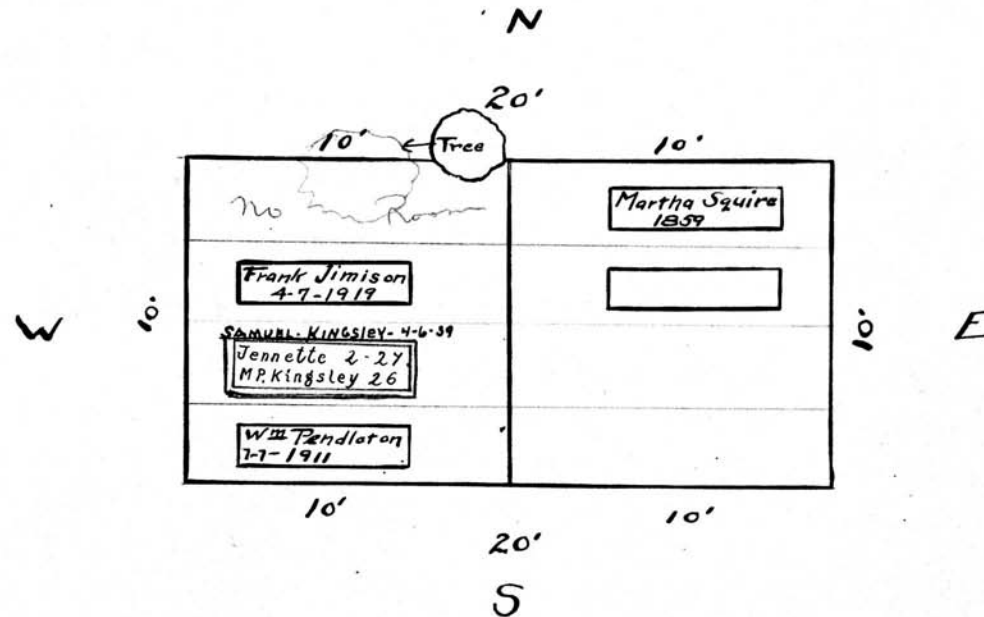 N
20'
10'
Tree
10'
No Room
Martha Squire
1859
Frank Jimison
4-7-1919
W
10'
SAMUEL. KINGSLEY- 4-6-39
Jennette 2-27
M.P. Kingsley 26
10'
E
Wm Pendleton
7-7-1911
10'
10'
20'
S